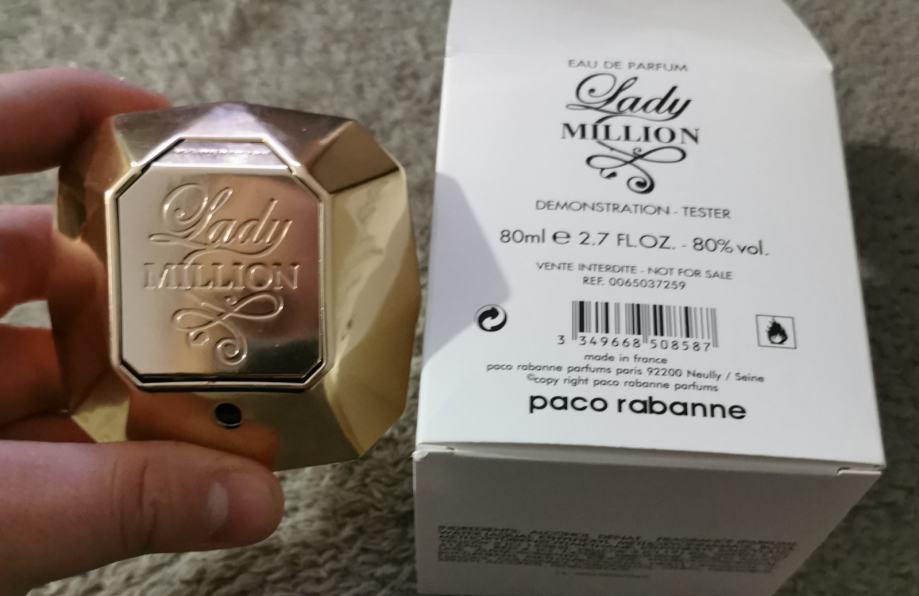 Lady
MILLION
EAU DE PARFUM
Lady
MILLION
DEMONSTRATION - TESTER
80ml e 2.7 FL.OZ. - 80% vol.
VENTE INTERDITE - NOT FOR SALE
REF. 0065037259
3 349668 508587
made in france
paco rabanne parfums paris 92200 Neuilly / Seine
©copy right paco rabanne parfums
paco rabanne